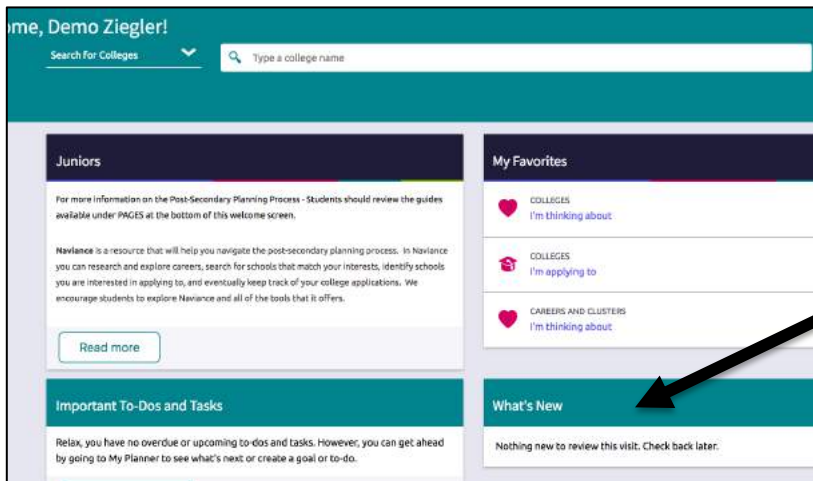 ome, Demo Ziegler!
Search For Colleges
Type a college name
Juniors
For more information on the Post-Secondary Planning Process - Students should review the guides
available under PAGES at the bottom of this welcome screen.
Naviance is a resource that will help you navigate the post-secondary planning process. In Naviance
you can research and explore careers, search for schools that match your interests, identify schools
you are interested in applying to, and eventually keep track of your college applications. We
encourage students to explore Naviance and all of the tools that it offers.
Read more
My Favorites
COLLEGES
I'm thinking about
COLLEGES
I'm applying to
CAREERS AND CLUSTERS
I'm thinking about
Important To-Dos and Tasks
Relax, you have no overdue or upcoming to-dos and tasks. However, you can get ahead
by going to My Planner to see what's next or create a goal or to-do.
What's New
Nothing new to review this visit. Check back later.